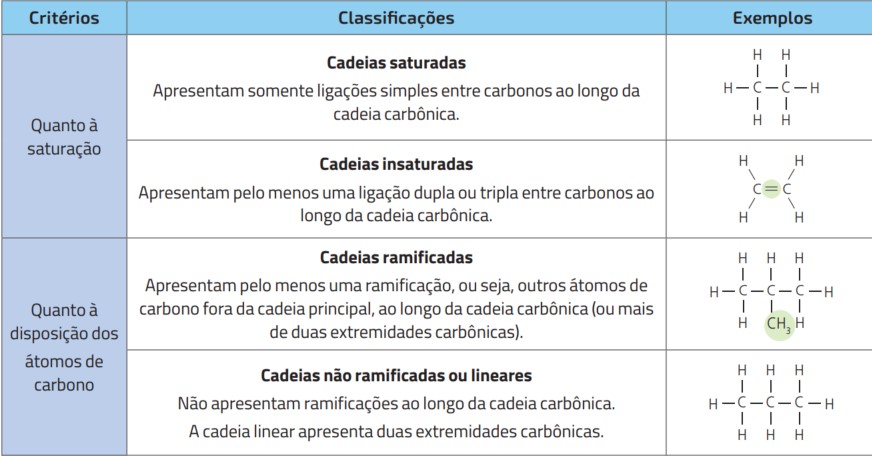 Critérios Classificações Exemplos
Quanto à
saturação
Cadeias saturadas
Apresentam somente ligações simples entre carbonos ao longo da
cadeia carbônica.
H H
H – C – C – H
H H
Cadeias insaturadas
Apresentam pelo menos uma ligação dupla ou tripla entre carbonos ao
longo da cadeia carbônica.
H H
C = C
H H
Quanto à
disposição dos
átomos de
carbono
Cadeias ramificadas
Apresentam pelo menos uma ramificação, ou seja, outros átomos de
carbono fora da cadeia principal, ao longo da cadeia carbônica (ou mais
de duas extremidades carbônicas).
H H H
H – C – C – C – H
H CH₃ H
Cadeias não ramificadas ou lineares
Não apresentam ramificações ao longo da cadeia carbônica.
A cadeia linear apresenta duas extremidades carbônicas.
H H H
H – C – C – C – H
H H H